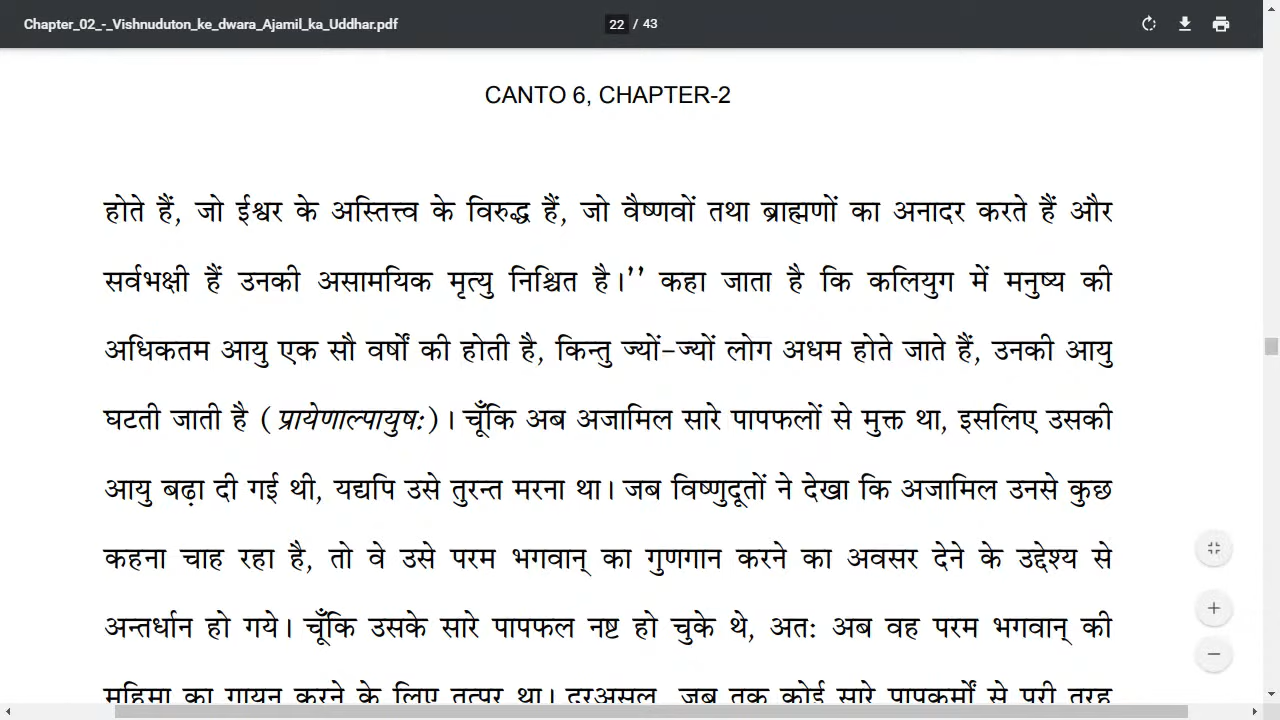 Chapter_02_-_Vishnuduton_ke_dwara_Ajamil_ka_Uddhar.pdf 22 / 43
CANTO 6, CHAPTER-2
होते हैं, जो ईश्वर के अस्तित्त्व के विरुद्ध हैं, जो वैष्णवों तथा ब्राह्मणों का अनादर करते हैं और
सर्वभक्षी हैं उनकी असामयिक मृत्यु निश्चित है।'' कहा जाता है कि कलियुग में मनुष्य की
अधिकतम आयु एक सौ वर्षों की होती है, किन्तु ज्यों-ज्यों लोग अधम होते जाते हैं, उनकी आयु
घटती जाती है (प्रायेणाल्पायुषः)। चूँकि अब अजामिल सारे पापफलों से मुक्त था, इसलिए उसकी
आयु बढ़ा दी गई थी, यद्यपि उसे तुरन्त मरना था। जब विष्णुदूतों ने देखा कि अजामिल उनसे कुछ
कहना चाह रहा है, तो वे उसे परम भगवान् का गुणगान करने का अवसर देने के उद्देश्य से
अन्तर्धान हो गये। चूँकि उसके सारे पापफल नष्ट हो चुके थे, अतः अब वह परम भगवान् की
महिमा का गायन करने के लिए तत्पर था। दरअसल, जब तक कोई सारे पापकर्मों से पूरी तरह